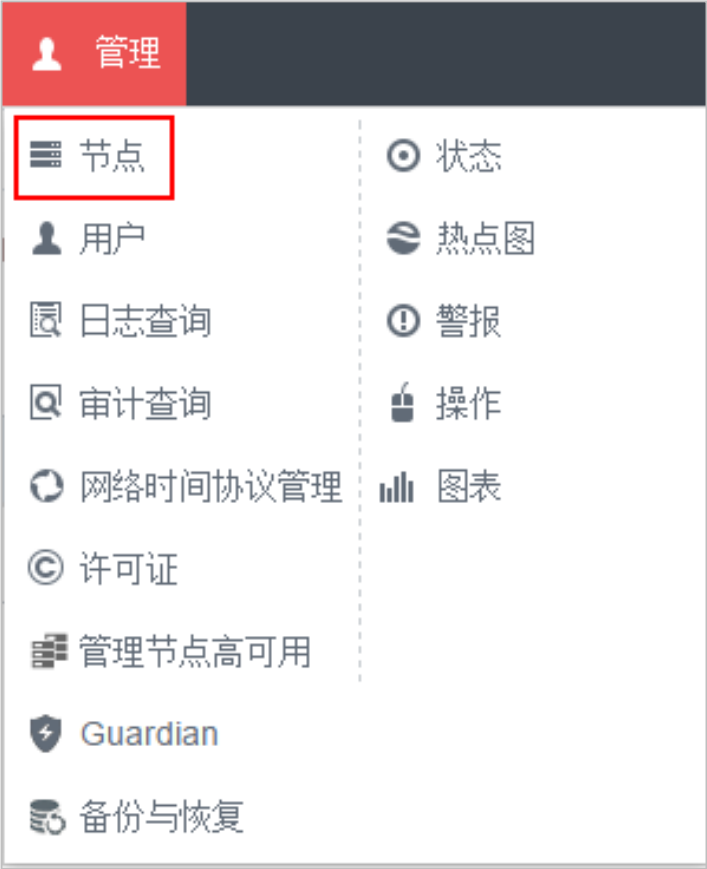 管理
节点
用户
日志查询
审计查询
网络时间协议管理
许可证
管理节点高可用
Guardian
备份与恢复
状态
热点图
警报
操作
图表